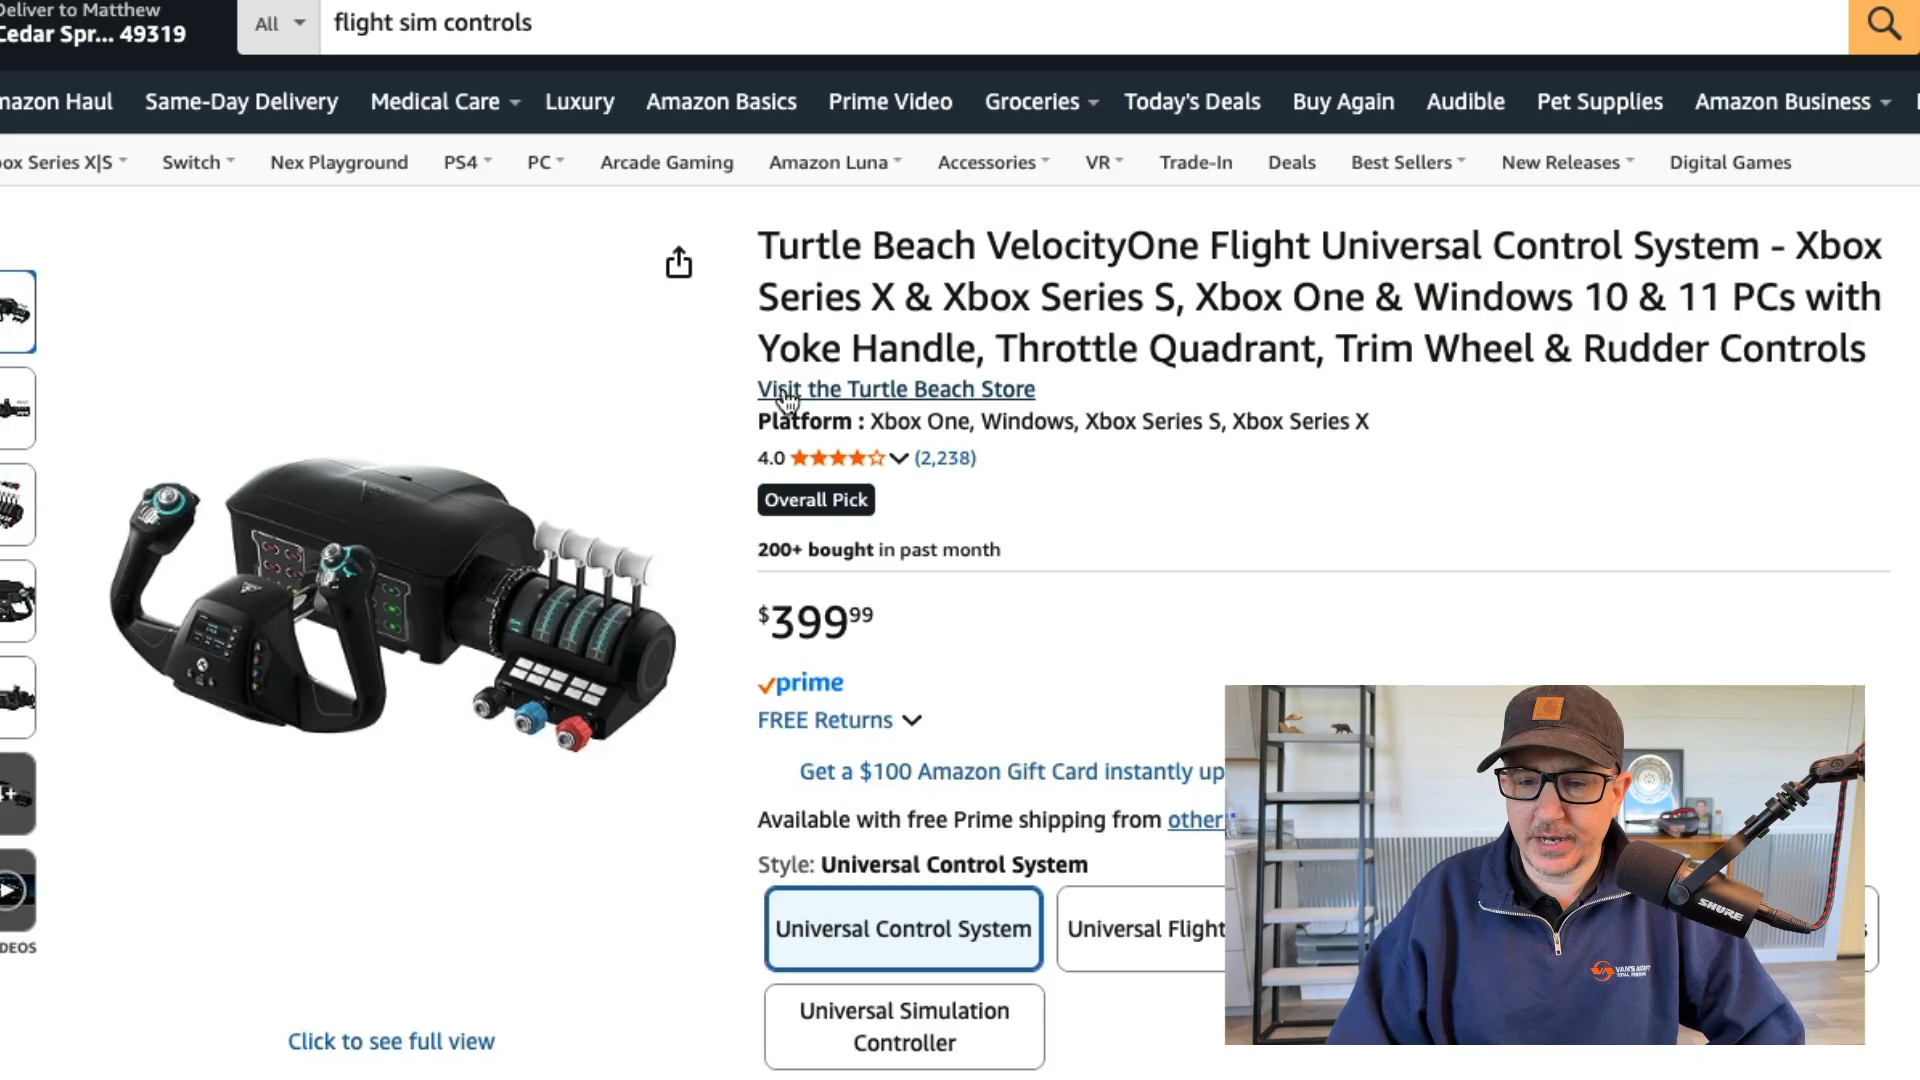 Deliver to Matthew
Cedar Spr... 49319
All
flight sim controls
mazon Haul Same-Day Delivery Medical Care Luxury Amazon Basics Prime Video Groceries Today's Deals Buy Again Audible Pet Supplies Amazon Business
ox Series X|S Switch Nex Playground PS4 PC Arcade Gaming Amazon Luna Accessories VR Trade-In Deals Best Sellers New Releases Digital Games
Turtle Beach VelocityOne Flight Universal Control System - Xbox
Series X & Xbox Series S, Xbox One & Windows 10 & 11 PCs with
Yoke Handle, Throttle Quadrant, Trim Wheel & Rudder Controls
Visit the Turtle Beach Store
Platform : Xbox One, Windows, Xbox Series S, Xbox Series X
4.0 (2,238)
Overall Pick
200+ bought in past month
$399 99
prime
FREE Returns
Get a $100 Amazon Gift Card instantly up
Available with free Prime shipping from other
Style: Universal Control System
Universal Control System
Universal Flight
Universal Simulation
Controller
DEOS
Click to see full view
SHURE
VAN'S